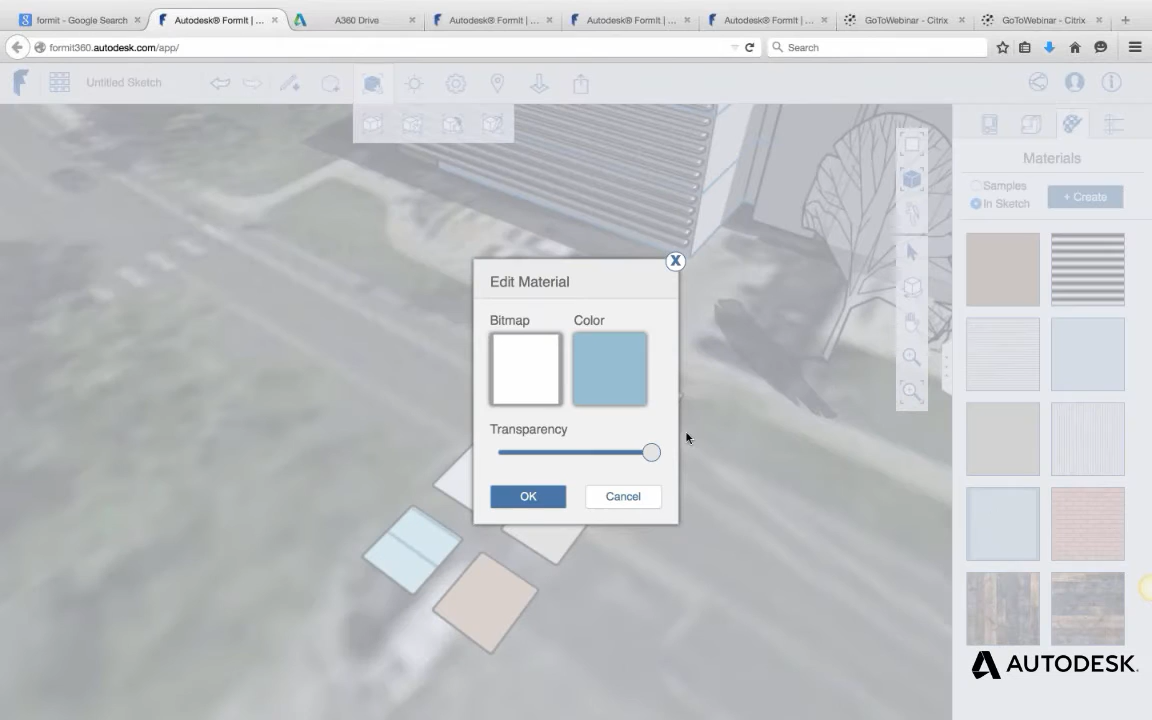 formit - Google Search
Autodesk® FormIt | ...
A360 Drive
Autodesk® FormIt | ...
Autodesk® FormIt | ...
Autodesk® FormIt | ...
GoToWebinar - Citrix
GoToWebinar - Citrix
formit360.autodesk.com/app/
Search
Untitled Sketch
Materials
Samples
In Sketch
+ Create
Edit Material
X
Bitmap
Color
Transparency
OK
Cancel
AUTODESK.